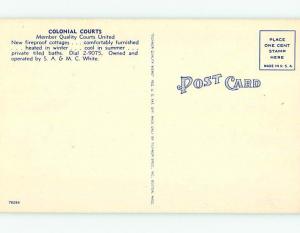 COLONIAL COURTS
Member Quality Courts United
New fireproof cottages . . . comfortably furnished
. . . heated in winter . . . cool in summer . . .
private tiled baths. Dial 2-9075. Owned and
operated by S. A. & M. C. White.
POST CARD
PLACE
ONE CENT
STAMP
HERE
MADE IN U. S. A.